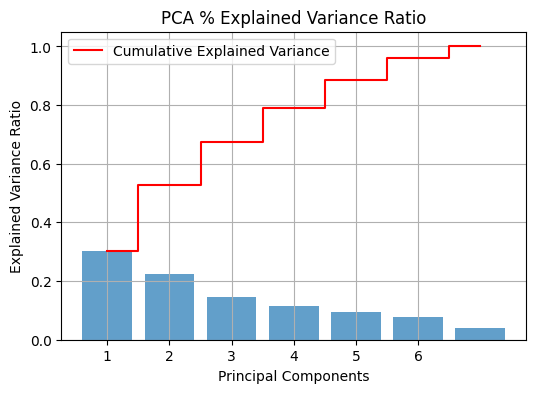 PCA % Explained Variance Ratio
Cumulative Explained Variance
Explained Variance Ratio
1.0
0.8
0.6
0.4
0.2
0.0
1 2 3 4 5 6
Principal Components